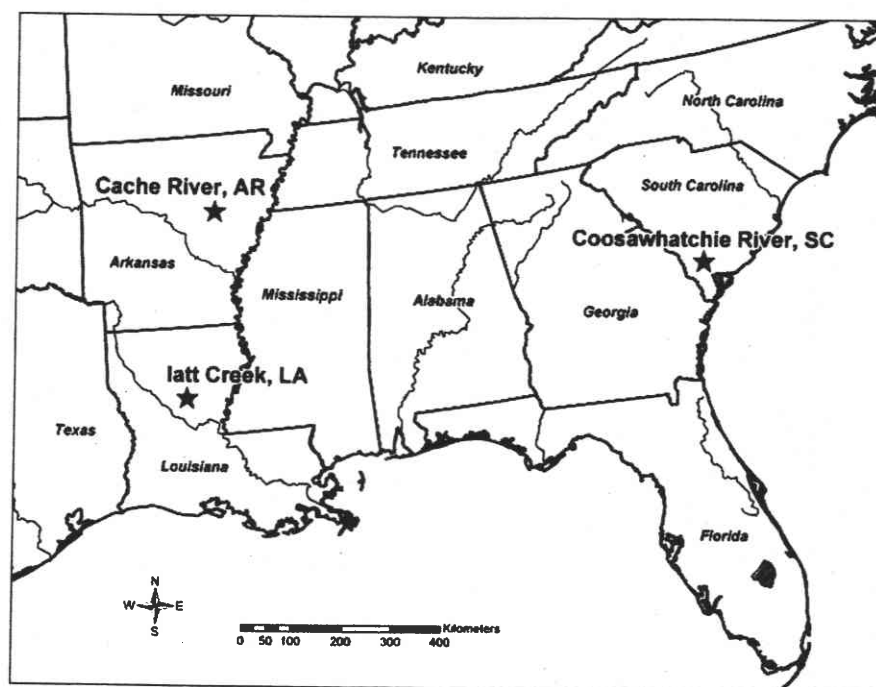 Kentucky
Missouri
North Carolina
Tennessee
Cache River, AR
South Carolina
Coosawhatchie River, SC
Arkansas
Mississippi
Alabama
Georgia
Iatt Creek, LA
Texas
Louisiana
Florida
N
W E
S
Kilometers
0 50 100 200 300 400